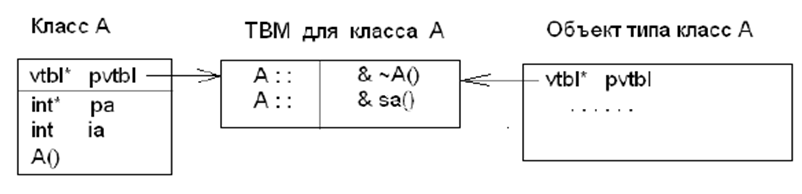 Класс А
ТВМ для класса А
Объект типа класс А
vtbl* pvtbl
int* pa
int ia
A()
A : : & ~A()
A : : & sa()
vtbl* pvtbl
. . . . . .